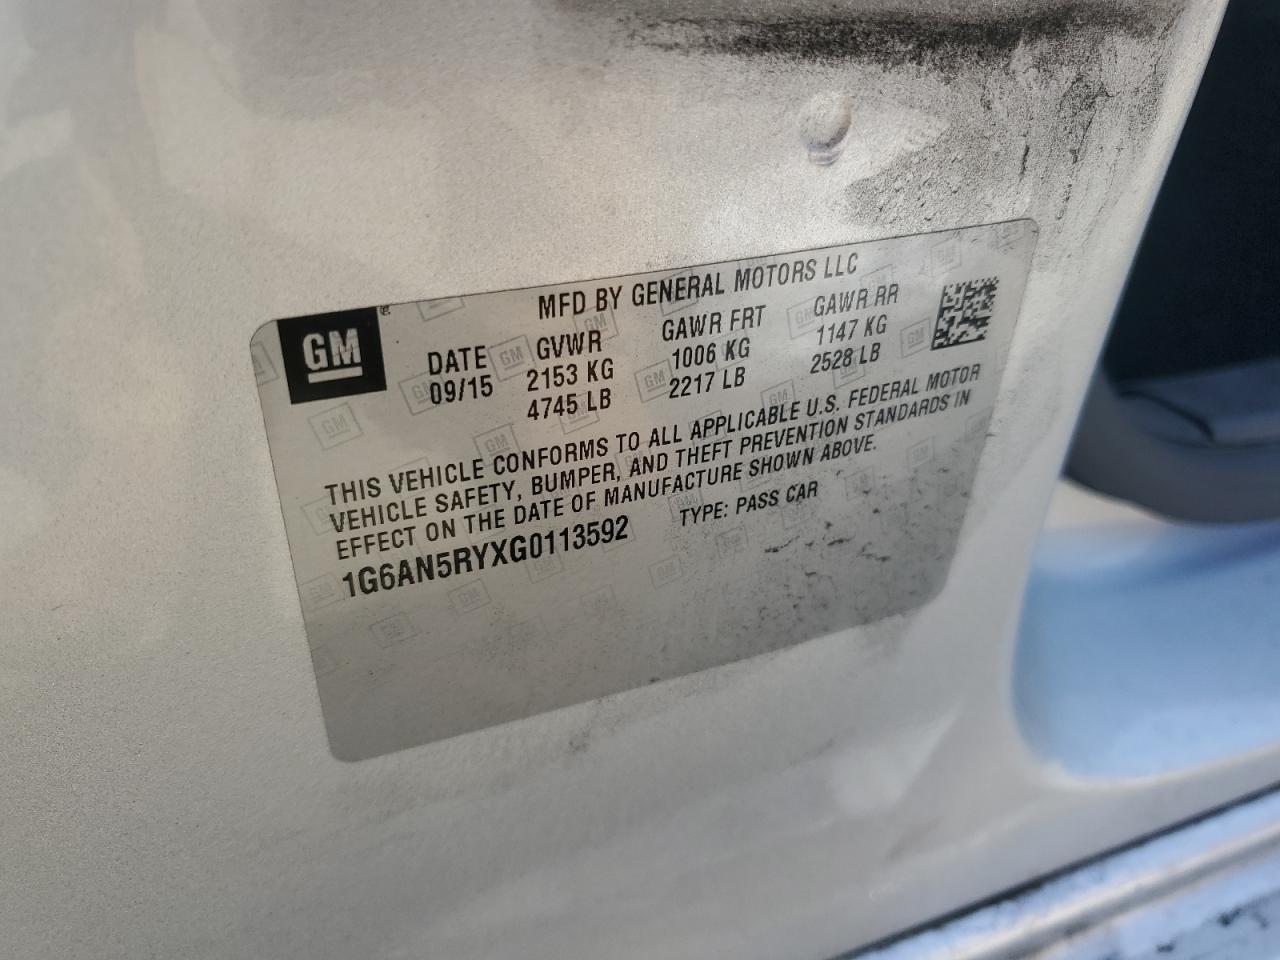 MFD BY GENERAL MOTORS LLC
GM
DATE GVWR GAWR FRT GAWR RR
09/15 2153 KG 1006 KG 1147 KG
4745 LB 2217 LB 2528 LB
THIS VEHICLE CONFORMS TO ALL APPLICABLE U.S. FEDERAL MOTOR
VEHICLE SAFETY, BUMPER, AND THEFT PREVENTION STANDARDS IN
EFFECT ON THE DATE OF MANUFACTURE SHOWN ABOVE.
1G6AN5RYXG0113592 TYPE: PASS CAR